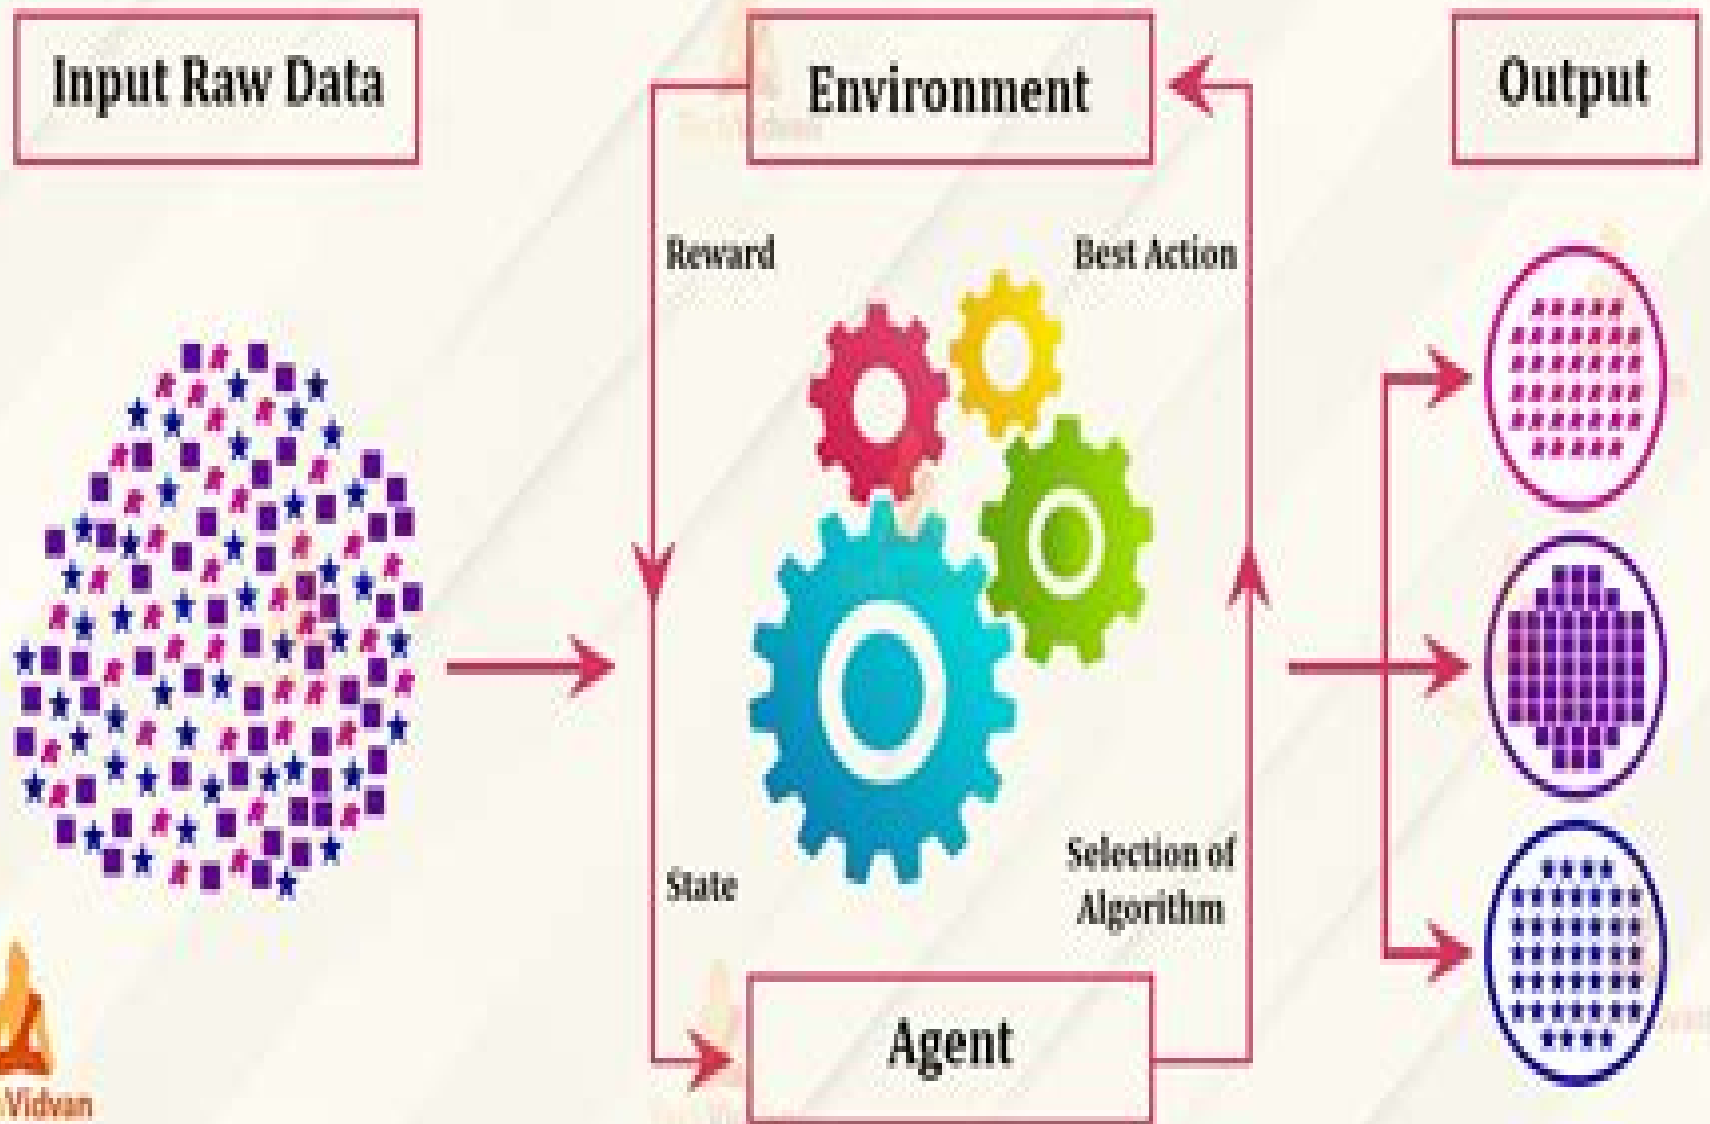 Input Raw Data
Environment
Output
Reward
Best Action
State
Selection of
Algorithm
Agent
Vidvan